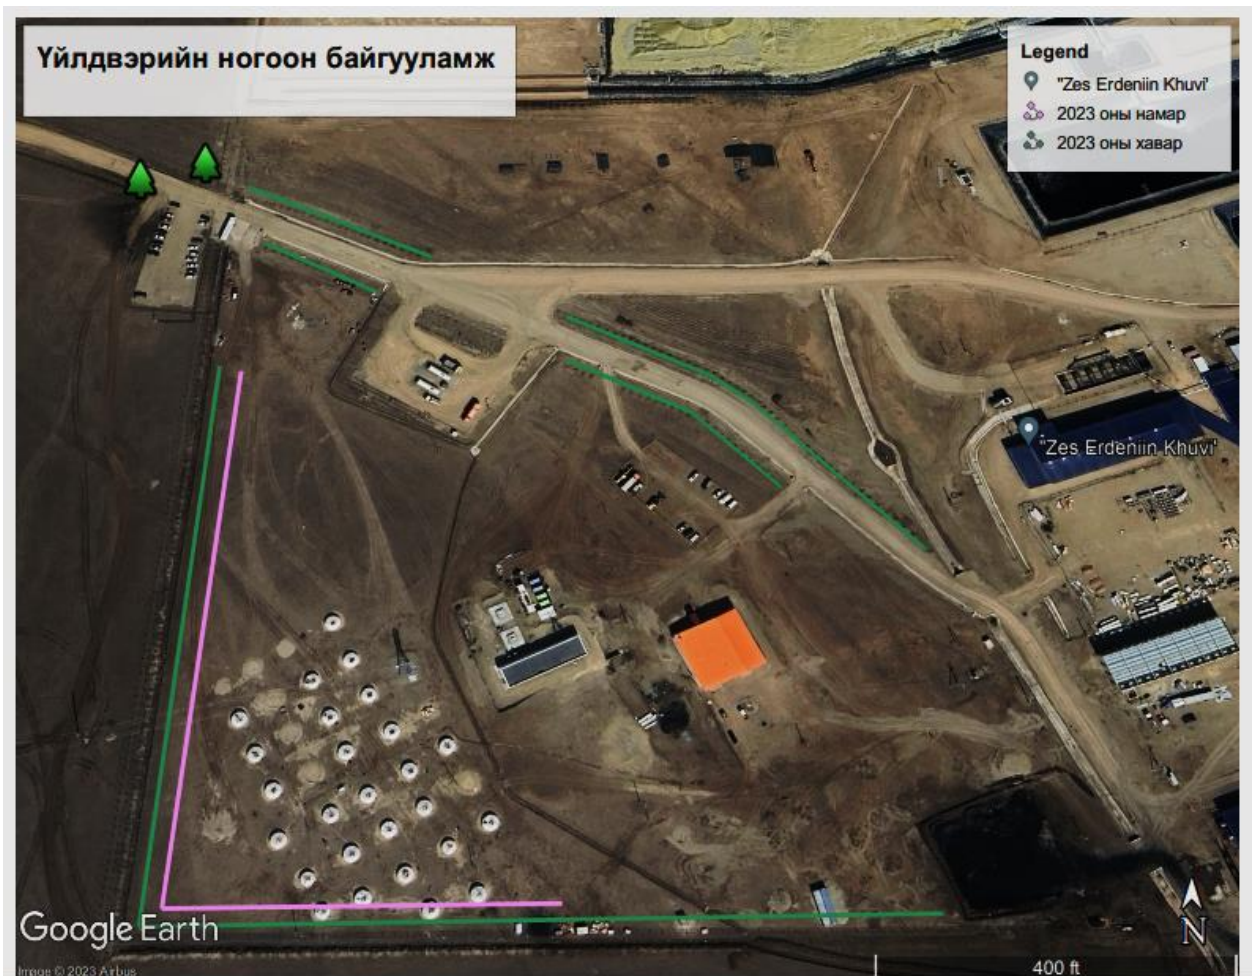 Үйлдвэрийн ногоон байгууламж
Legend
"Zes Erdeniin Khuvi'
2023 оны намар
2023 оны хавар
"Zes Erdeniin Khuvi'
Google Earth
N
Image © 2023 Airbus
400 ft